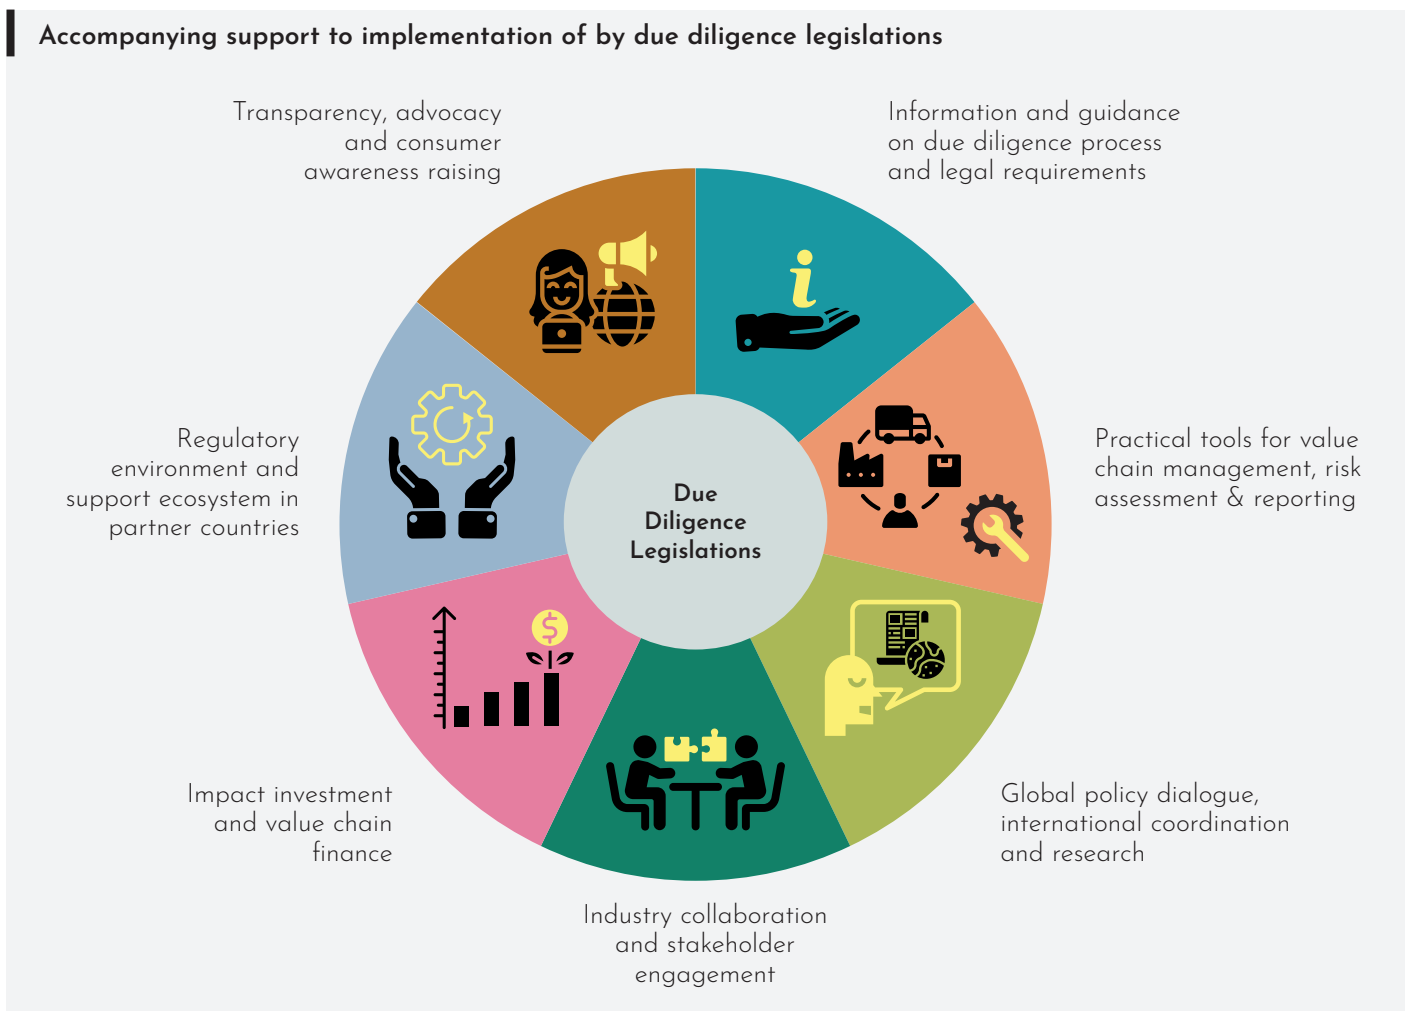 Accompanying support to implementation of by due diligence legislations
Transparency, advocacy
and consumer
awareness raising
Information and guidance
on due diligence process
and legal requirements
Regulatory
environment and
support ecosystem in
partner countries
Practical tools for value
chain management, risk
assessment & reporting
Due
Diligence
Legislations
i
$
Impact investment
and value chain
finance
Global policy dialogue,
international coordination
and research
Industry collaboration
and stakeholder
engagement